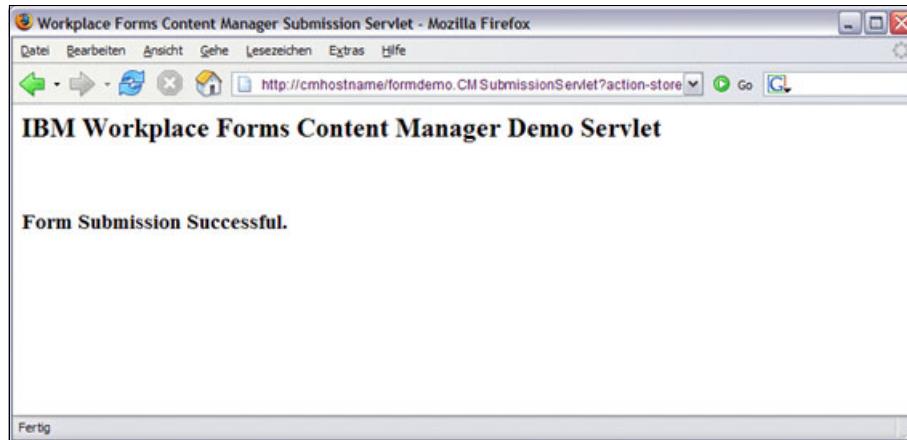 Workplace Forms Content Manager Submission Servlet - Mozilla Firefox
Datei Bearbeiten Ansicht Gehe Lesezeichen Extras Hilfe
http://cmhostname/formdemo.CMSubmissionServlet?action-store Go G
IBM Workplace Forms Content Manager Demo Servlet
Form Submission Successful.
Fertig